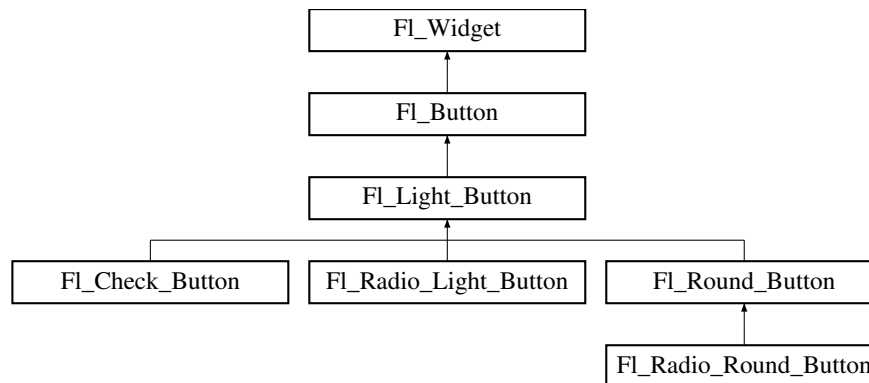 Fl_Widget
Fl_Button
Fl_Light_Button
Fl_Check_Button
Fl_Radio_Light_Button
Fl_Round_Button
Fl_Radio_Round_Button